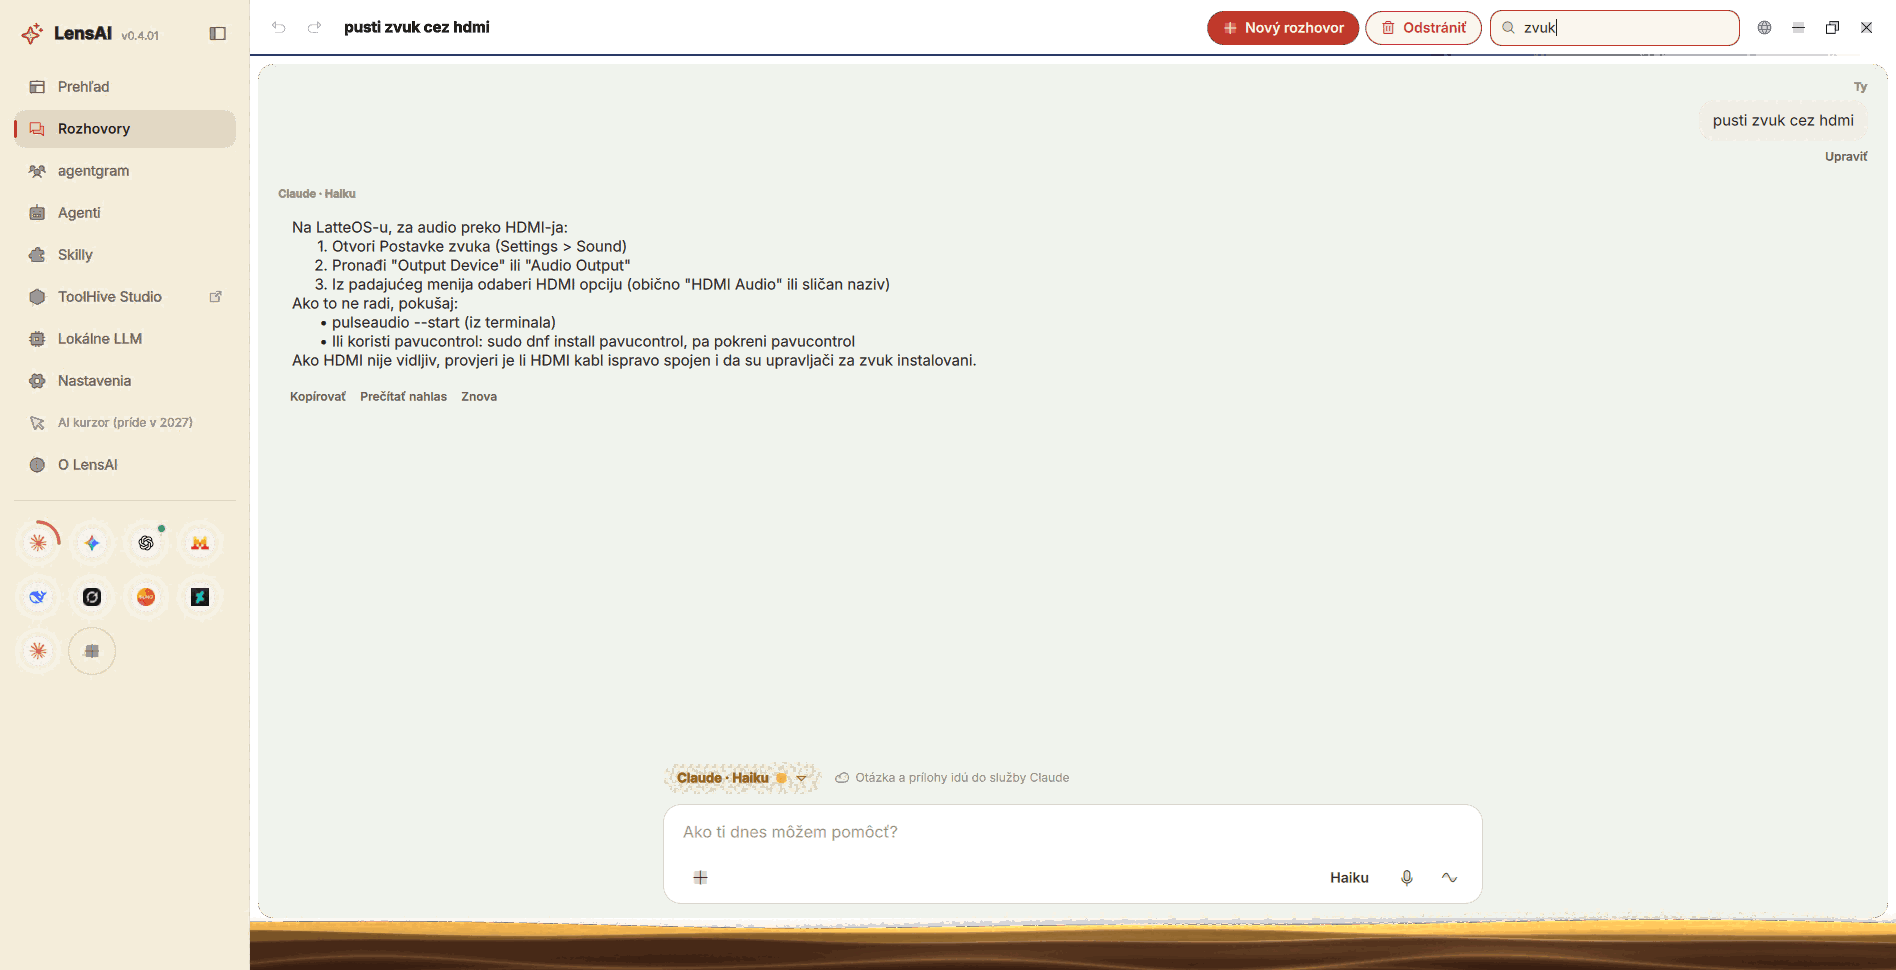 LensAI v0.4.01
Prehľad
Rozhovory
agentgram
Agenti
Skilly
ToolHive Studio
Lokálne LLM
Nastavenia
AI kurzor (príde v 2027)
O LensAI
pusti zvuk cez hdmi
Nový rozhovor
Odstrániť
zvuk
Ty
pusti zvuk cez hdmi
Upraviť
Claude · Haiku
Na LatteOS-u, za audio preko HDMI-ja:
1. Otvori Postavke zvuka (Settings > Sound)
2. Pronađi "Output Device" ili "Audio Output"
3. Iz padajućeg menija odaberi HDMI opciju (obično "HDMI Audio" ili sličan naziv)
Ako to ne radi, pokušaj:
• pulseaudio --start (iz terminala)
• Ili koristi pavucontrol: sudo dnf install pavucontrol, pa pokreni pavucontrol
Ako HDMI nije vidljiv, provjeri je li HDMI kabl ispravo spojen i da su upravljači za zvuk instalovani.
Kopírovať Prečítať nahlas Znova
Claude · Haiku
Otázka a prílohy idú do služby Claude
Ako ti dnes môžem pomôcť?
Haiku